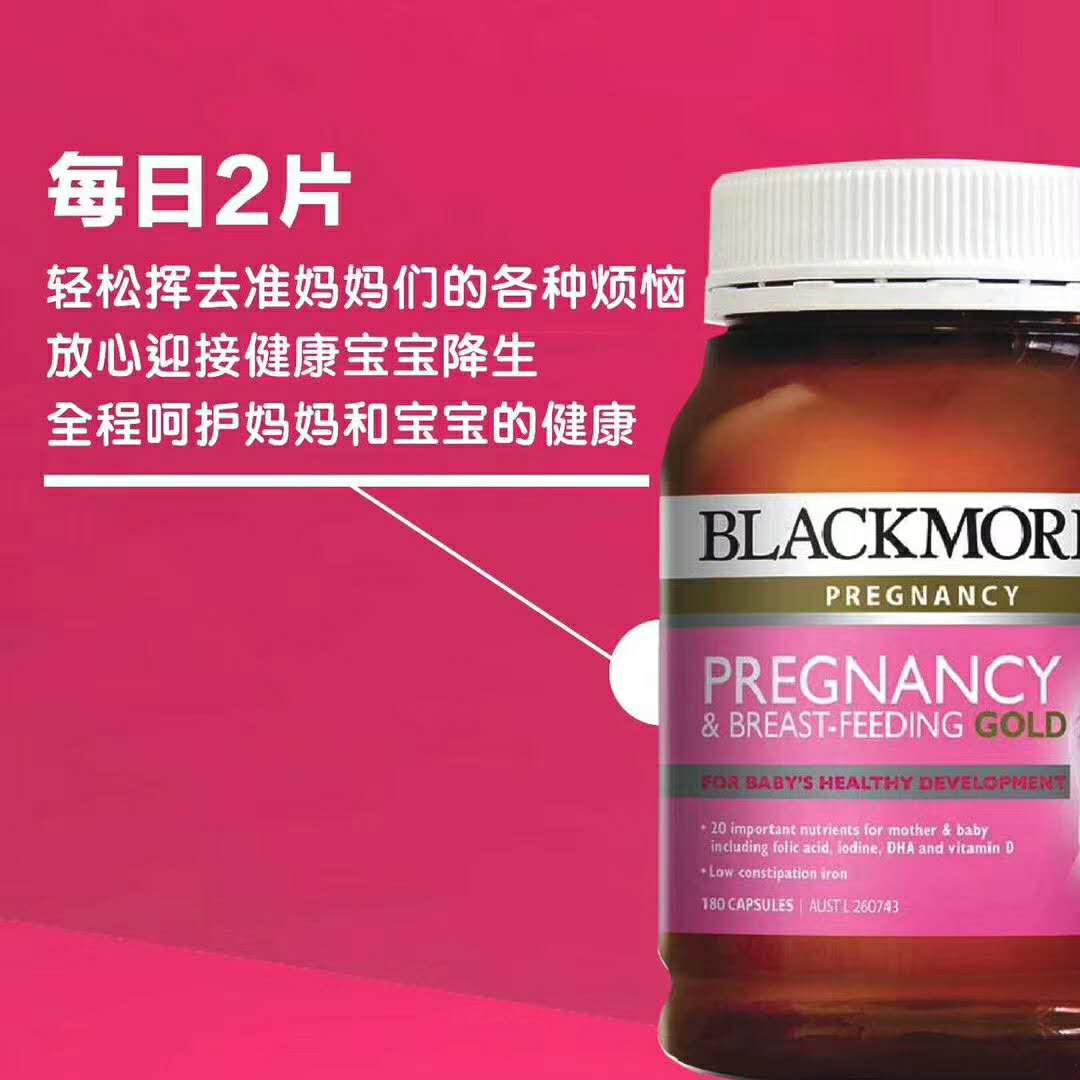 每日2片
轻松挥去准妈妈们的各种烦恼
放心迎接健康宝宝降生
全程呵护妈妈和宝宝的健康
BLACKMOR
PREGNANCY
PREGNANCY
& BREAST-FEEDING GOLD
FOR BABY'S HEALTHY DEVELOPMENT
• 20 important nutrients for mother & baby
including folic acid, iodine, DHA and vitamin D
• Low constipation iron
180 CAPSULES | AUST L 260743